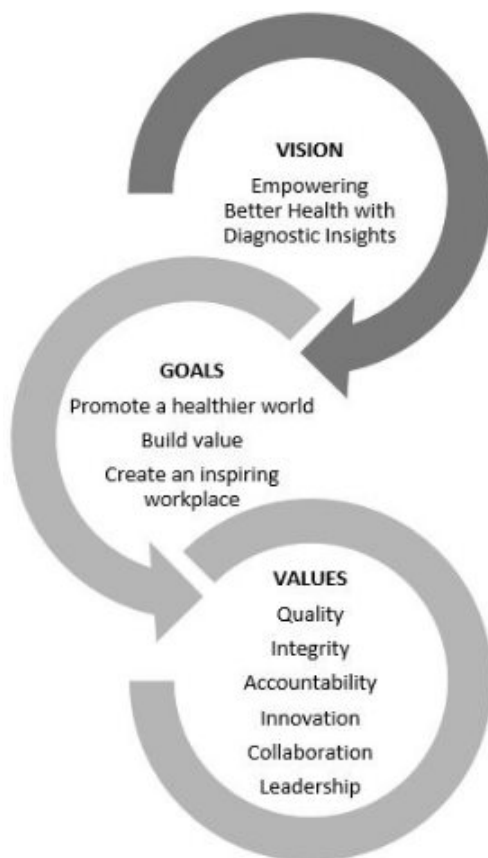 VISION
Empowering
Better Health with
Diagnostic Insights
GOALS
Promote a healthier world
Build value
Create an inspiring
workplace
VALUES
Quality
Integrity
Accountability
Innovation
Collaboration
Leadership